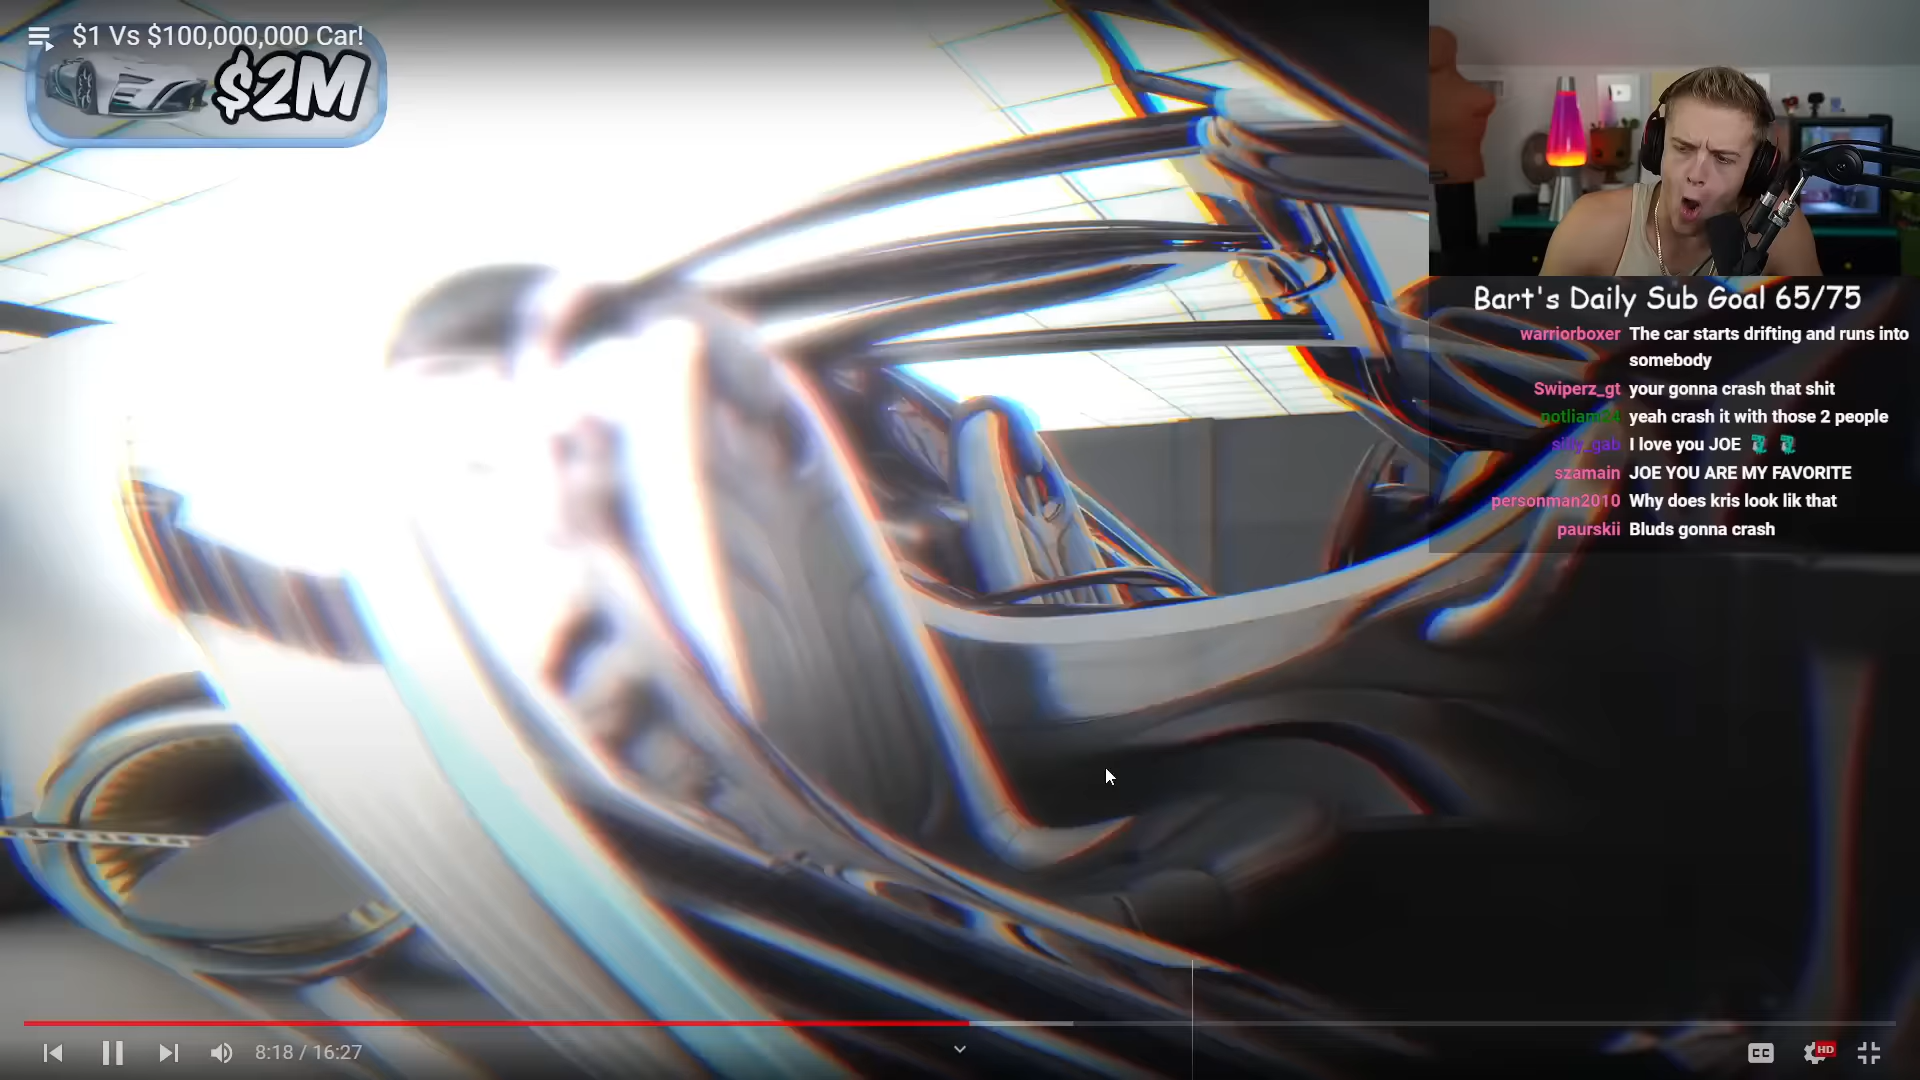 $1 Vs $100,000,000 Car!
$2M
Bart's Daily Sub Goal 65/75
warriorboxer The car starts drifting and runs into
somebody
Swiperz_gt your gonna crash that shit
yeah crash it with those 2 people
silly_gab I love you JOE
szamain JOE YOU ARE MY FAVORITE
personman2010 Why does kris look lik that
paurskii Bluds gonna crash
8:18 / 16:27
CC
HD